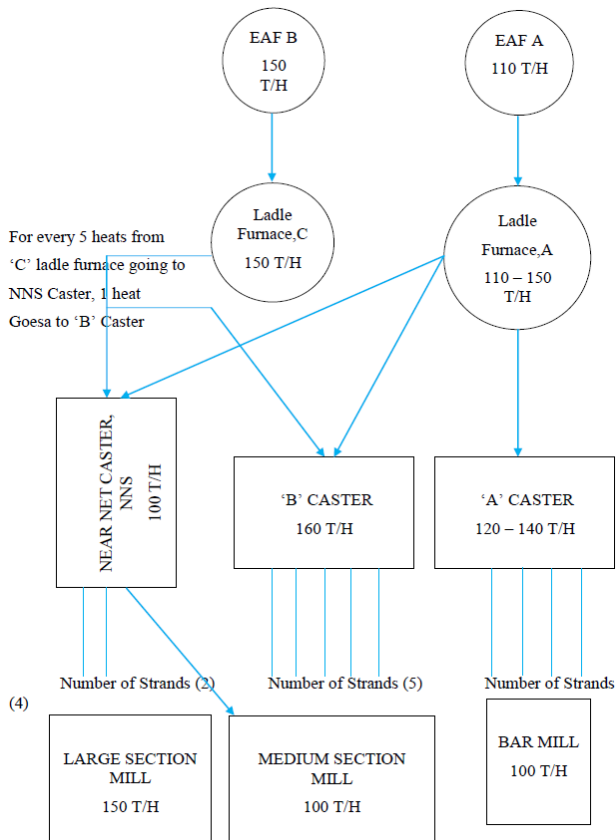 EAF B
150
T/H
EAF A
110 T/H
Ladle
Furnace,C
150 T/H
Ladle
Furnace,A
110 – 150
T/H
For every 5 heats from
‘C’ ladle furnace going to
NNS Caster, 1 heat
Goesa to ‘B’ Caster
NEAR NET CASTER,
NNS
100 T/H
‘B’ CASTER
160 T/H
‘A’ CASTER
120 – 140 T/H
Number of Strands (2)
Number of Strands (5)
Number of Strands
(4)
LARGE SECTION
MILL
150 T/H
MEDIUM SECTION
MILL
100 T/H
BAR MILL
100 T/H